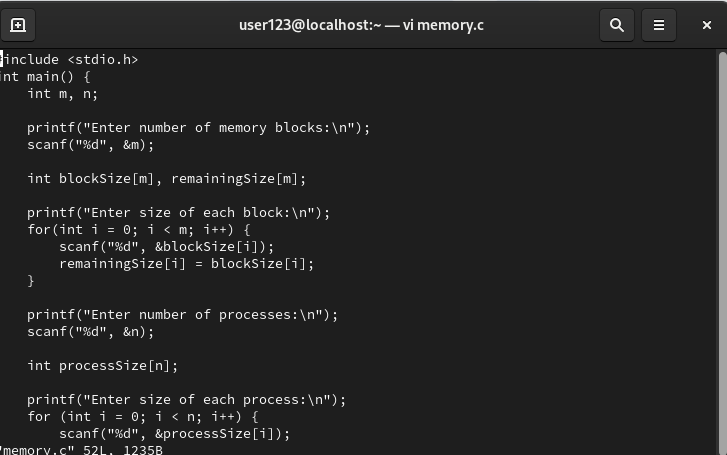 user123@localhost:~ — vi memory.c
#include <stdio.h>
int main() {
    int m, n;

    printf("Enter number of memory blocks:\n");
    scanf("%d", &m);

    int blockSize[m], remainingSize[m];

    printf("Enter size of each block:\n");
    for(int i = 0; i < m; i++) {
        scanf("%d", &blockSize[i]);
        remainingSize[i] = blockSize[i];
    }

    printf("Enter number of processes:\n");
    scanf("%d", &n);

    int processSize[n];

    printf("Enter size of each process:\n");
    for (int i = 0; i < n; i++) {
        scanf("%d", &processSize[i]);
"memory.c" 52L, 1235B